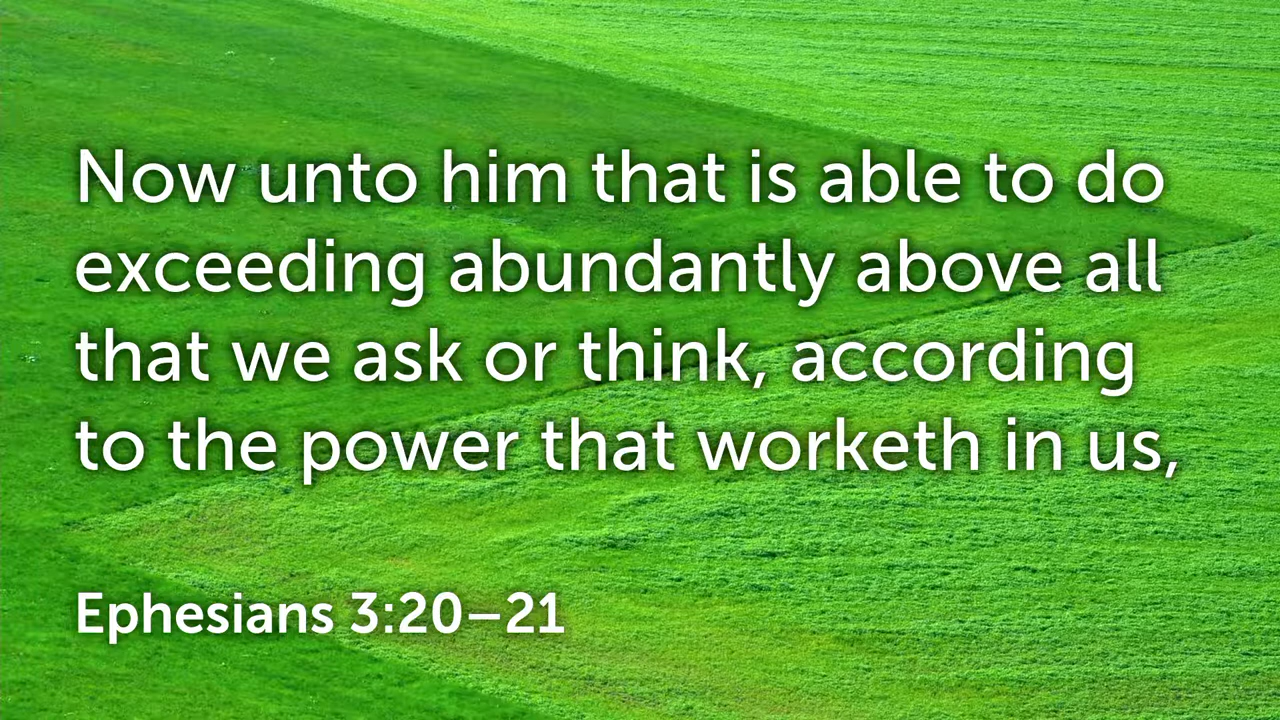 Now unto him that is able to do
exceeding abundantly above all
that we ask or think, according
to the power that worketh in us,
Ephesians 3:20–21